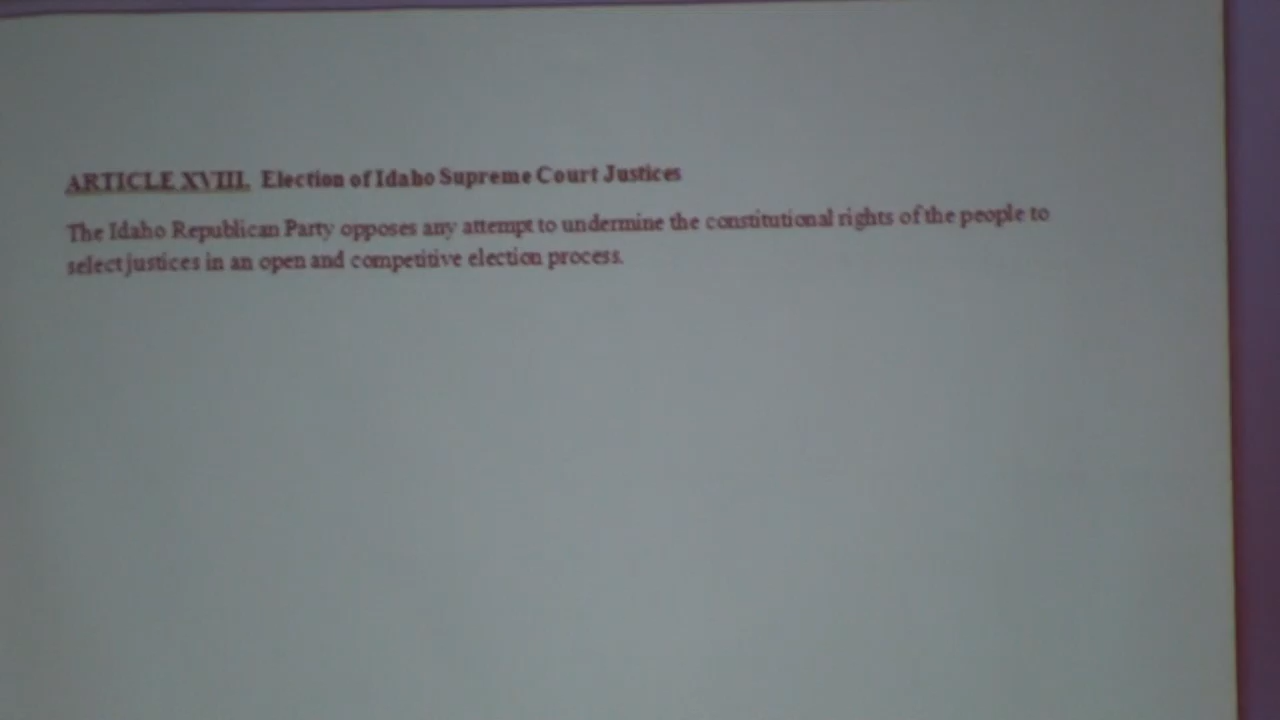 ARTICLE XVIII. Election of Idaho Supreme Court Justices
The Idaho Republican Party opposes any attempt to undermine the constitutional rights of the people to
select justices in an open and competitive election process.